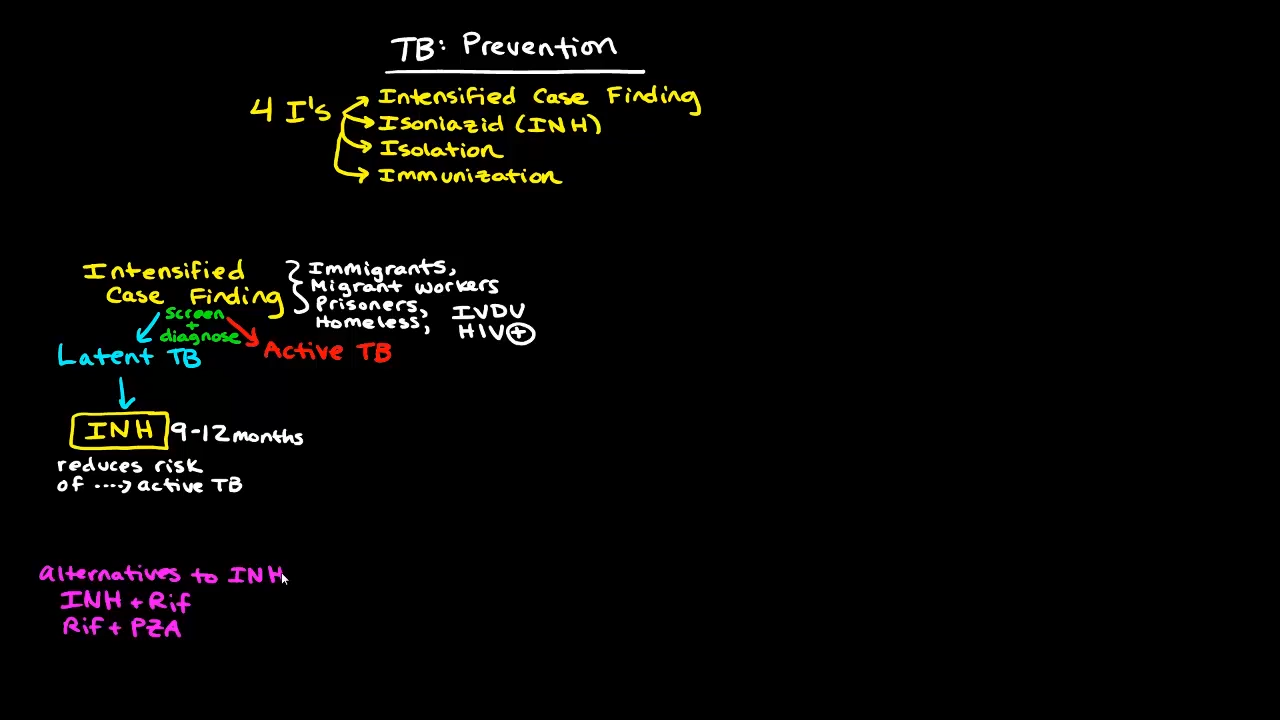 TB: Prevention
4 I's
Intensified Case Finding
Isoniazid (INH)
Isolation
Immunization
Intensified
Case Finding
Immigrants,
Migrant workers
Prisoners, IVDU
Homeless, HIV+
screen
+
diagnose
Latent TB
Active TB
INH 9-12 months
reduces risk
of ....→ active TB
alternatives to INH
INH + Rif
Rif + PZA